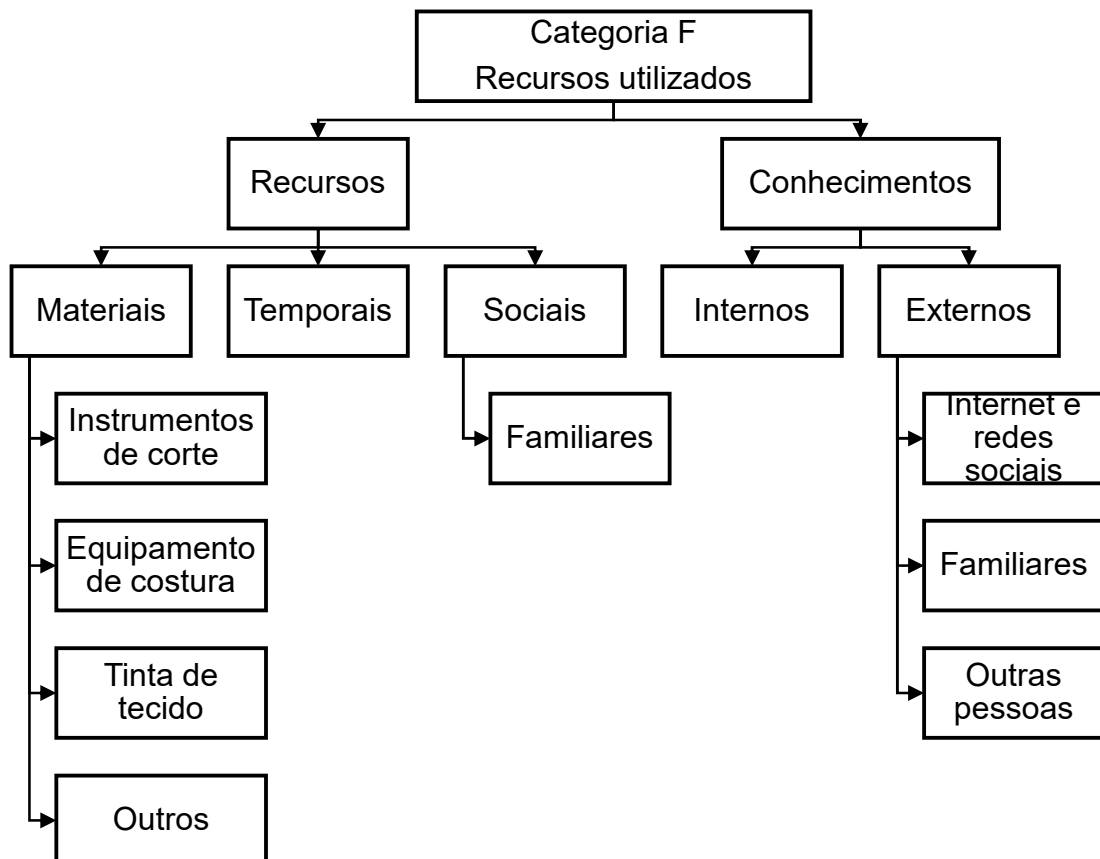 Categoria F
Recursos utilizados
Recursos
Conhecimentos
Materiais
Temporais
Sociais
Internos
Externos
Instrumentos
de corte
Familiares
Internet e
redes
sociais
Equipamento
de costura
Familiares
Tinta de
tecido
Outras
pessoas
Outros